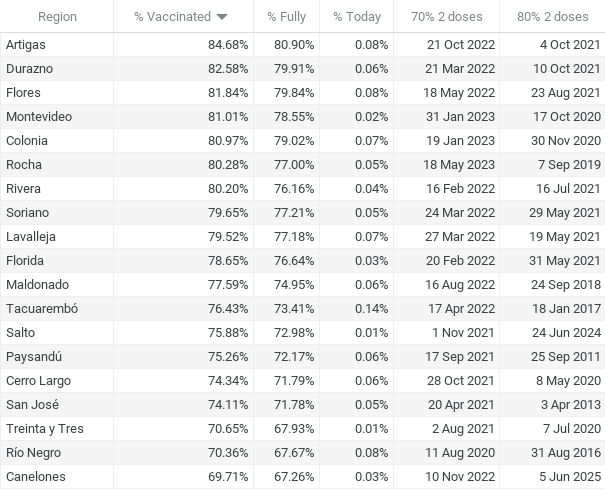 Region % Vaccinated % Fully % Today 70% 2 doses 80% 2 doses
Artigas 84.68% 80.90% 0.08% 21 Oct 2022 4 Oct 2021
Durazno 82.58% 79.91% 0.06% 21 Mar 2022 10 Oct 2021
Flores 81.84% 79.84% 0.08% 18 May 2022 23 Aug 2021
Montevideo 81.01% 78.55% 0.02% 31 Jan 2023 17 Oct 2020
Colonia 80.97% 79.02% 0.07% 19 Jan 2023 30 Nov 2020
Rocha 80.28% 77.00% 0.05% 18 May 2023 7 Sep 2019
Rivera 80.20% 76.16% 0.04% 16 Feb 2022 16 Jul 2021
Soriano 79.65% 77.21% 0.05% 24 Mar 2022 29 May 2021
Lavalleja 79.52% 77.18% 0.07% 27 Mar 2022 19 May 2021
Florida 78.65% 76.64% 0.03% 20 Feb 2022 31 May 2021
Maldonado 77.59% 74.95% 0.06% 16 Aug 2022 24 Sep 2018
Tacuarembó 76.43% 73.41% 0.14% 17 Apr 2022 18 Jan 2017
Salto 75.88% 72.98% 0.01% 1 Nov 2021 24 Jun 2024
Paysandú 75.26% 72.17% 0.06% 17 Sep 2021 25 Sep 2011
Cerro Largo 74.34% 71.79% 0.06% 28 Oct 2021 8 May 2020
San José 74.11% 71.78% 0.05% 20 Apr 2021 3 Apr 2013
Treinta y Tres 70.65% 67.93% 0.01% 2 Aug 2021 7 Jul 2020
Río Negro 70.36% 67.67% 0.08% 11 Aug 2020 31 Aug 2016
Canelones 69.71% 67.26% 0.03% 10 Nov 2022 5 Jun 2025